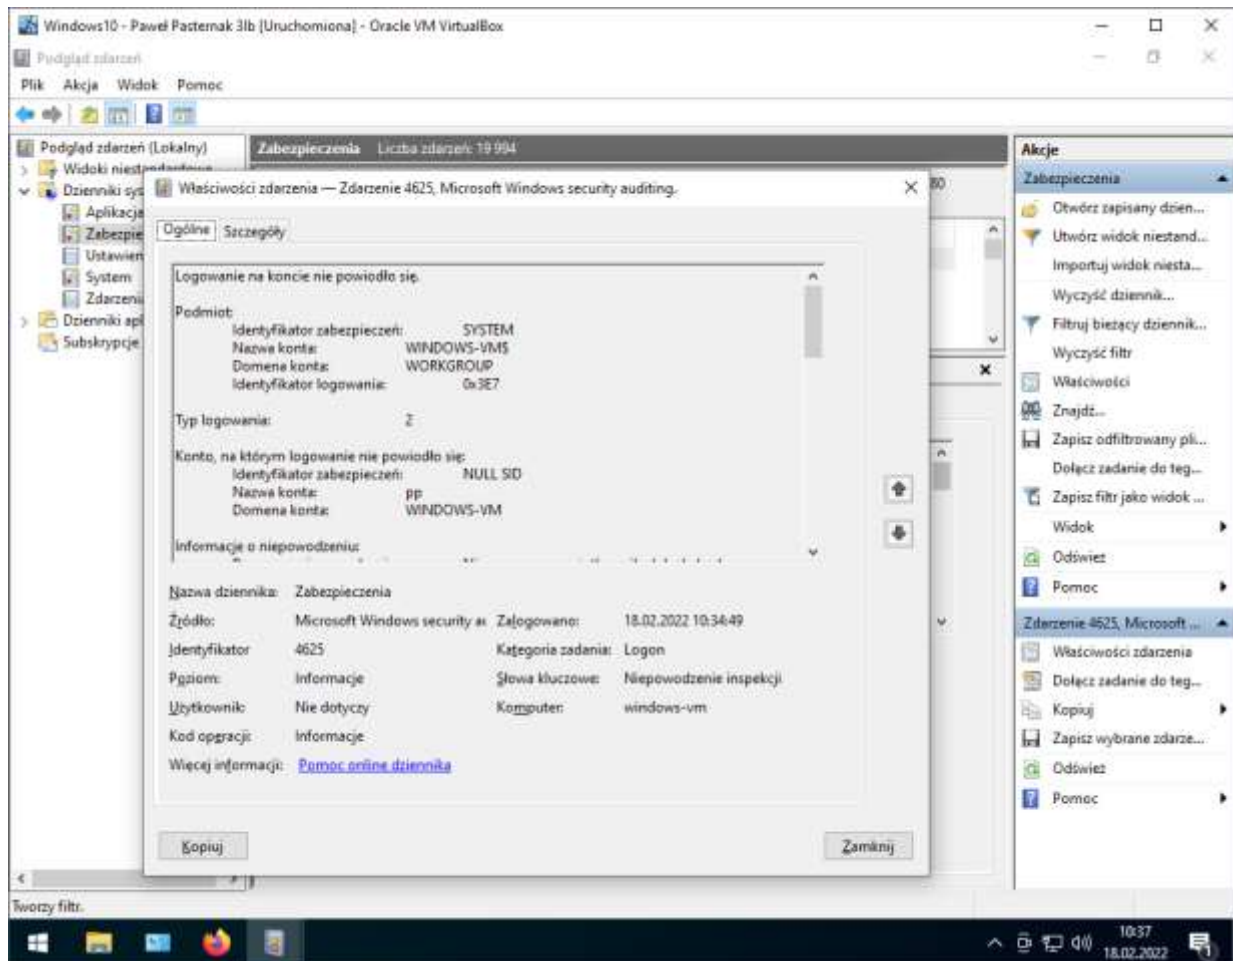 Windows10 - Paweł Pasternak 3Ib [Uruchomiona] - Oracle VM VirtualBox
Podgląd zdarzeń
Plik Akcja Widok Pomoc
Podgląd zdarzeń (Lokalny)
Widoki niestandardowe
Dzienniki sys
Aplikacja
Zabezpie
Ustawien
System
Zdarzenia
Dzienniki apl
Subskrypcje
Zabezpieczenia Liczba zdarzeń: 19 994
Właściwości zdarzenia — Zdarzenie 4625, Microsoft Windows security auditing.
Ogólne Szczegóły
Logowanie na koncie nie powiodło się.
Podmiot:
Identyfikator zabezpieczeń: SYSTEM
Nazwa konta: WINDOWS-VM$
Domena konta: WORKGROUP
Identyfikator logowania: 0x3E7
Typ logowania: 2
Konto, na którym logowanie nie powiodło się:
Identyfikator zabezpieczeń: NULL SID
Nazwa konta: pp
Domena konta: WINDOWS-VM
Informacje o niepowodzeniu:
Nazwa dziennika: Zabezpieczenia
Źródło: Microsoft Windows security au Zalogowano: 18.02.2022 10:34:49
Identyfikator 4625 Kategoria zadania: Logon
Poziom: Informacje Słowa kluczowe: Niepowodzenie inspekcji
Użytkownik: Nie dotyczy Komputer: windows-vm
Kod operacji: Informacje
Więcej informacji: Pomoc online dziennika
Kopiuj Zamknij
Akcje
Zabezpieczenia
Otwórz zapisany dzien...
Utwórz widok niestand...
Importuj widok niesta...
Wyczyść dziennik...
Filtruj bieżący dziennik...
Wyczyść filtr
Właściwości
Znajdź...
Zapisz odfiltrowany pli...
Dołącz zadanie do teg...
Zapisz filtr jako widok ...
Widok
Odśwież
Pomoc
Zdarzenie 4625, Microsoft ...
Właściwości zdarzenia
Dołącz zadanie do teg...
Kopiuj
Zapisz wybrane zdarze...
Odśwież
Pomoc
Tworzy filtr.
10:37
18.02.2022